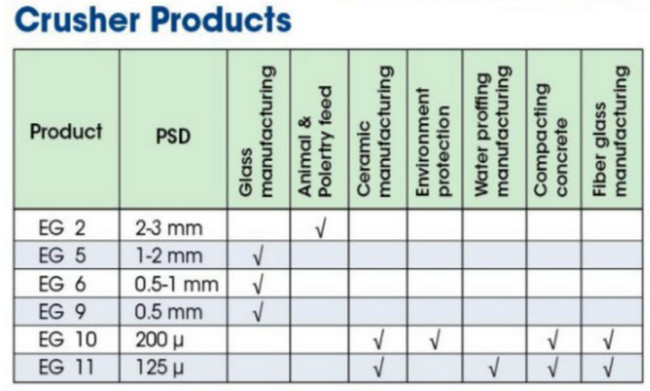 Crusher Products
Product PSD Glass manufacturing Animal & Polertry feed Ceramic manufacturing Environment protection Water proffing manufacturing Compacting concrete Fiber glass manufacturing
EG 2 2-3 mm √
EG 5 1-2 mm √
EG 6 0.5-1 mm √
EG 9 0.5 mm √
EG 10 200 µ √ √ √ √
EG 11 125 µ √ √ √ √